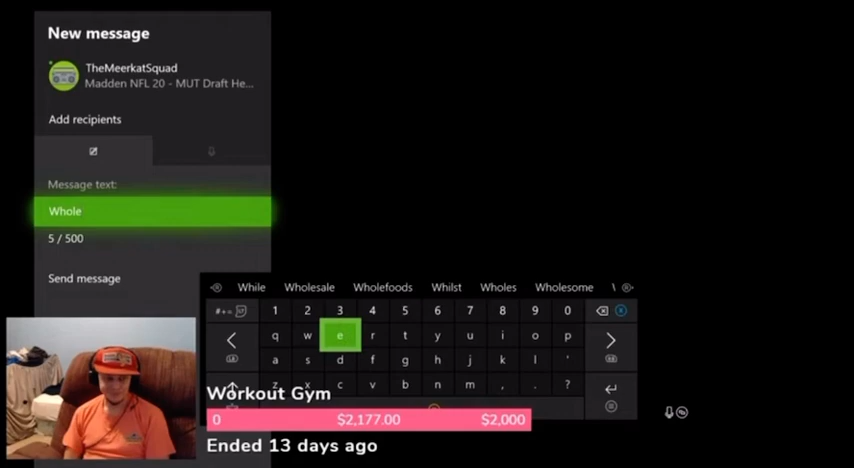 New message
TheMeerkatSquad
Madden NFL 20 - MUT Draft He...
Add recipients
Message text:
Whole
5 / 500
Send message
While Wholesale Wholefoods Whilst Wholes Wholesome
#+= 1 2 3 4 5 6 7 8 9 0
q w e r t y u i o p
a s d f g h j k l '
z x c v b n m , . ?
Workout Gym
0 $2,177.00 $2,000
Ended 13 days ago